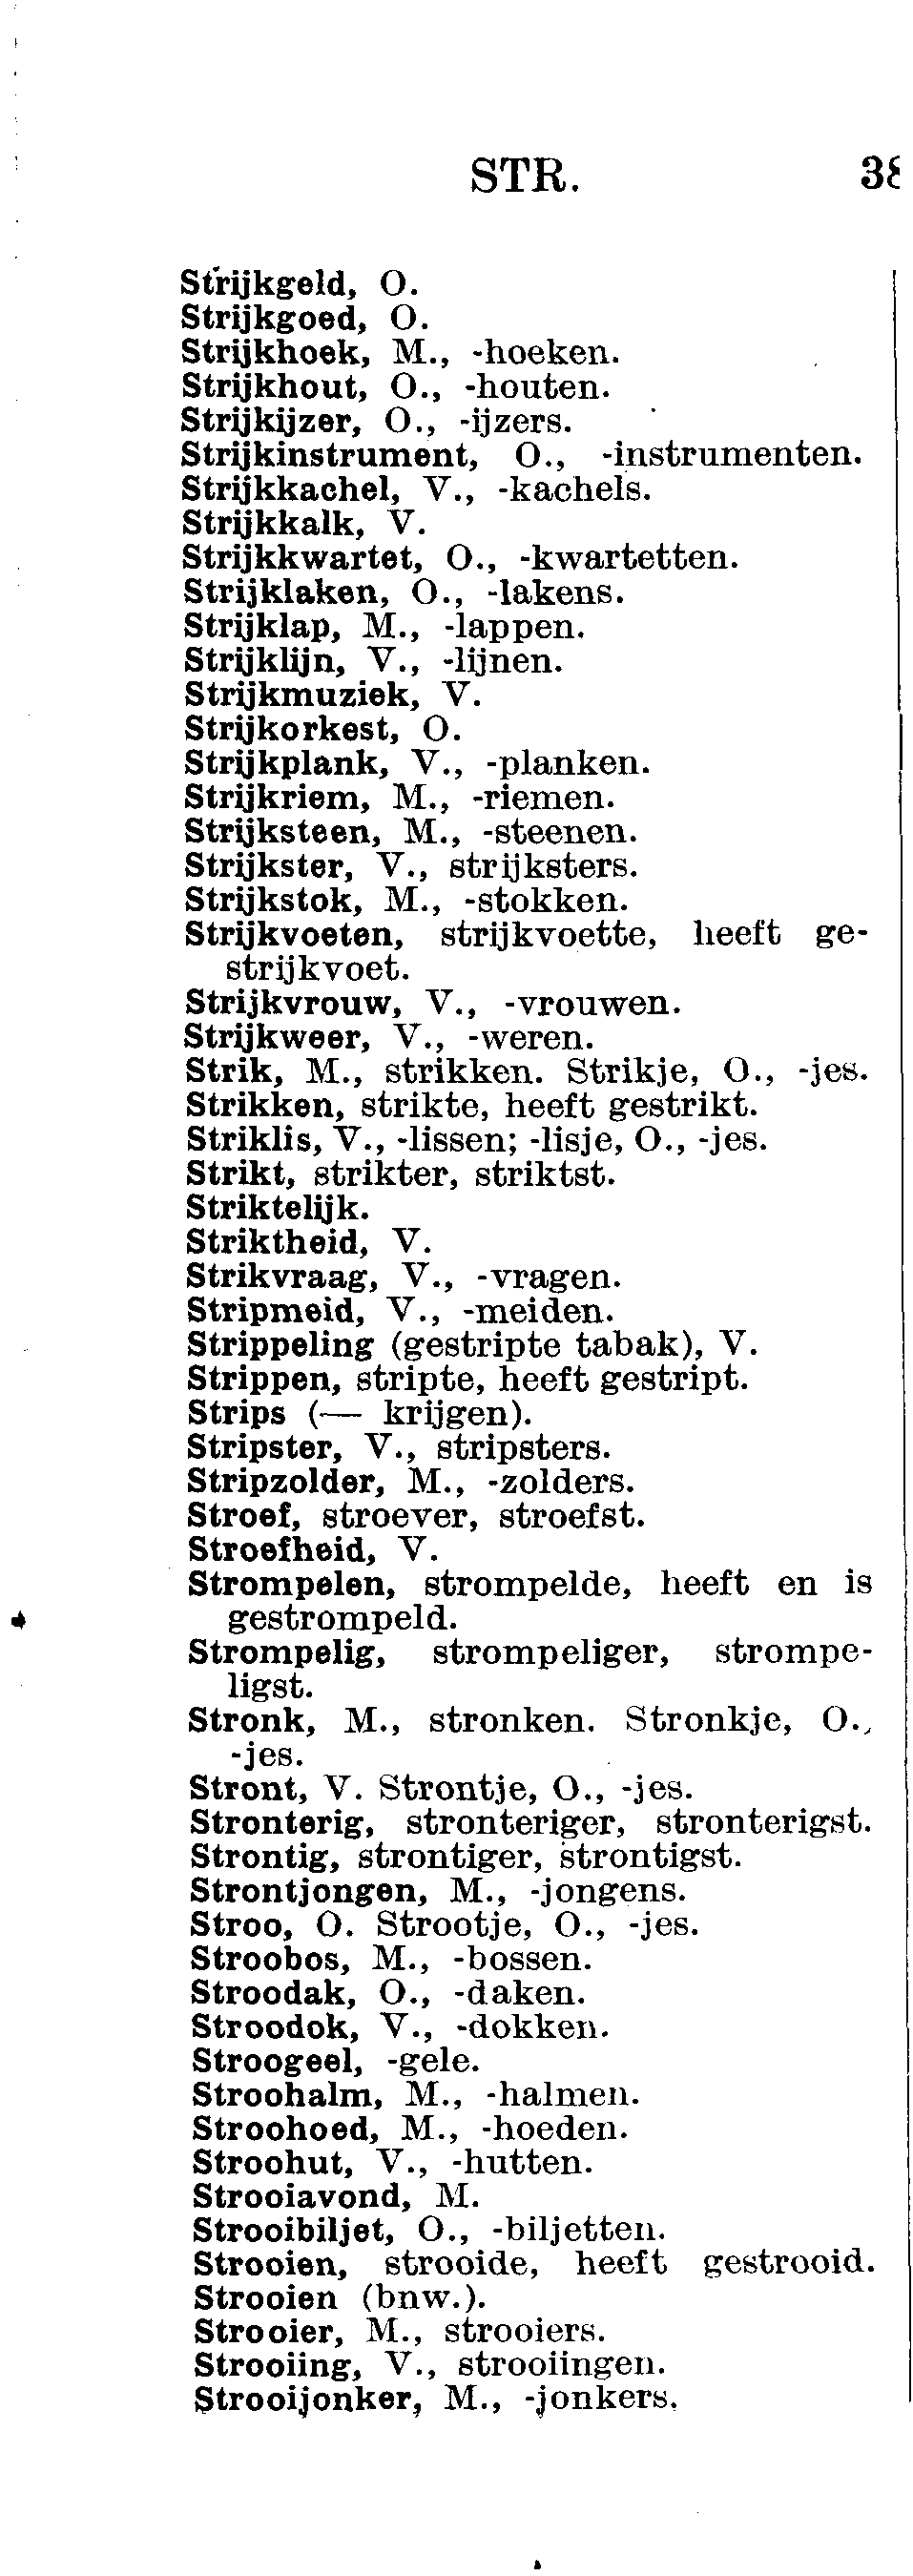 STR.
Strijkgeld, O.
Strijkgoed, O.
Strijkhoek, M., -hoeken.
Strijkhout, O., -houten.
Strijkijzer, O., -ijzers.
Strijkinstrument, O., -instrumenten.
Strijkkachel, V., -kachels.
Strijkkalk, V.
Strijkkwartet, O., -kwartetten.
Strijklaken, O., -lakens.
Strijklap, M., -lappen.
Strijklijn, V., -lijnen.
Strijkmuziek, V.
Strijkorkest, O.
Strijkplank, V., -planken.
Strijkriem, M., -riemen.
Strijksteen, M., -steenen.
Strijkster, V., strijksters.
Strijkstok, M., -stokken.
Strijkvoeten, strijkvoette, heeft ge-
strijkvoet.
Strijkvrouw, V., -vrouwen.
Strijkweer, V., -weren.
Strik, M., strikken. Strikje, O., -jes.
Strikken, strikte, heeft gestrikt.
Striklis, V., -lissen; -lisje, O., -jes.
Strikt, strikter, striktst.
Striktelijk.
Striktheid, V.
Strikvraag, V., -vragen.
Stripmeid, V., -meiden.
Strippeling (gestripte tabak), V.
Strippen, stripte, heeft gestript.
Strips (— krijgen).
Stripster, V., stripsters.
Stripzolder, M., -zolders.
Stroef, stroever, stroefst.
Stroefheid, V.
Strompelen, strompelde, heeft en is
gestrompeld.
Strompelig, strompeliger, strompe-
ligst.
Stronk, M., stronken. Stronkje, O.,
-jes.
Stront, V. Strontje, O., -jes.
Stronterig, stronteriger, stronterigst.
Strontig, strontiger, strontigst.
Strontjongen, M., -jongens.
Stroo, O. Strootje, O., -jes.
Stroobos, M., -bossen.
Stroodak, O., -daken.
Stroodok, V., -dokken.
Stroogeel, -gele.
Stroohalm, M., -halmen.
Stroohoed, M., -hoeden.
Stroohut, V., -hutten.
Strooiavond, M.
Strooibiljet, O., -biljetten.
Strooien, strooide, heeft gestrooid.
Strooien (bnw.).
Strooier, M., strooiers.
Strooiing, V., strooiingen.
Strooijonker, M., -jonkers.